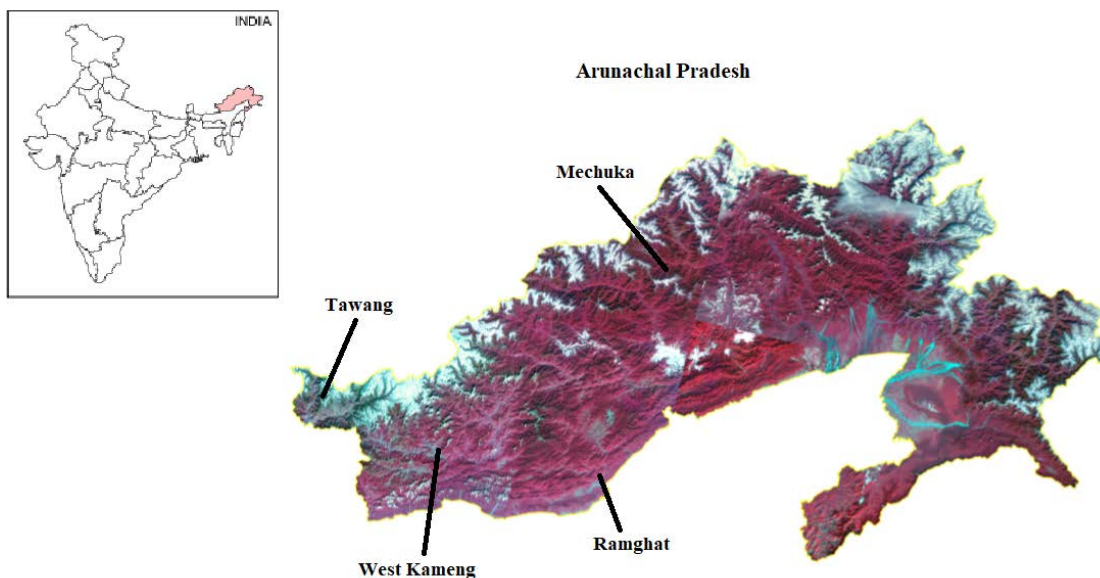 INDIA
Arunachal Pradesh
Mechuka
Tawang
Ramghat
West Kameng